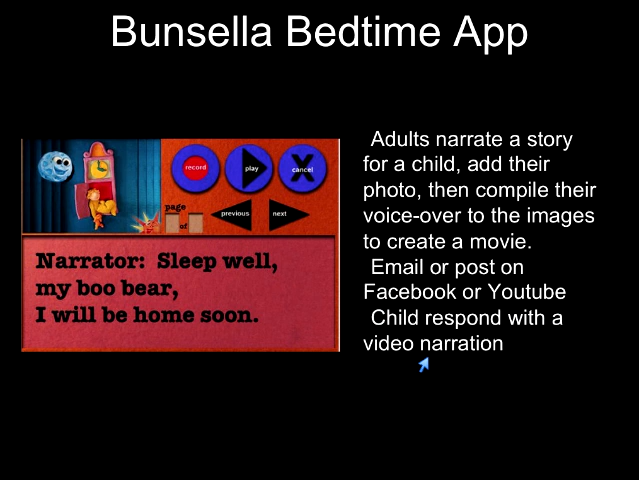 Bunsella Bedtime App
record
play
cancel
page
of
previous
next
Narrator: Sleep well,
my boo bear,
I will be home soon.
Adults narrate a story
for a child, add their
photo, then compile their
voice-over to the images
to create a movie.
Email or post on
Facebook or Youtube
Child respond with a
video narration